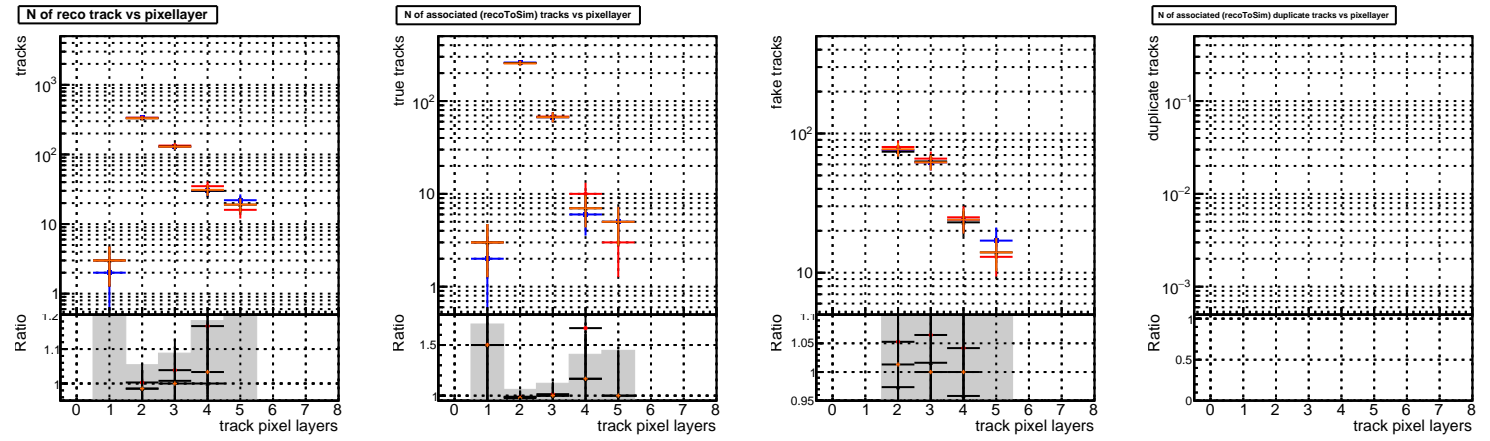 N of reco track vs pixellayer
tracks
10³
10²
10
1
Ratio
1.2
1.1
1
0 1 2 3 4 5 6 7 8
track pixel layers
N of associated (recoToSim) tracks vs pixellayer
true tracks
10²
10
1
Ratio
1.5
1
0 1 2 3 4 5 6 7 8
track pixel layers
fake tracks
10²
10
Ratio
1.1
1.05
1
0.95
0 1 2 3 4 5 6 7 8
track pixel layers
N of associated (recoToSim) duplicate tracks vs pixellayer
duplicate tracks
10⁻¹
10⁻²
10⁻³
Ratio
1
0.5
0
0 1 2 3 4 5 6 7 8
track pixel layers